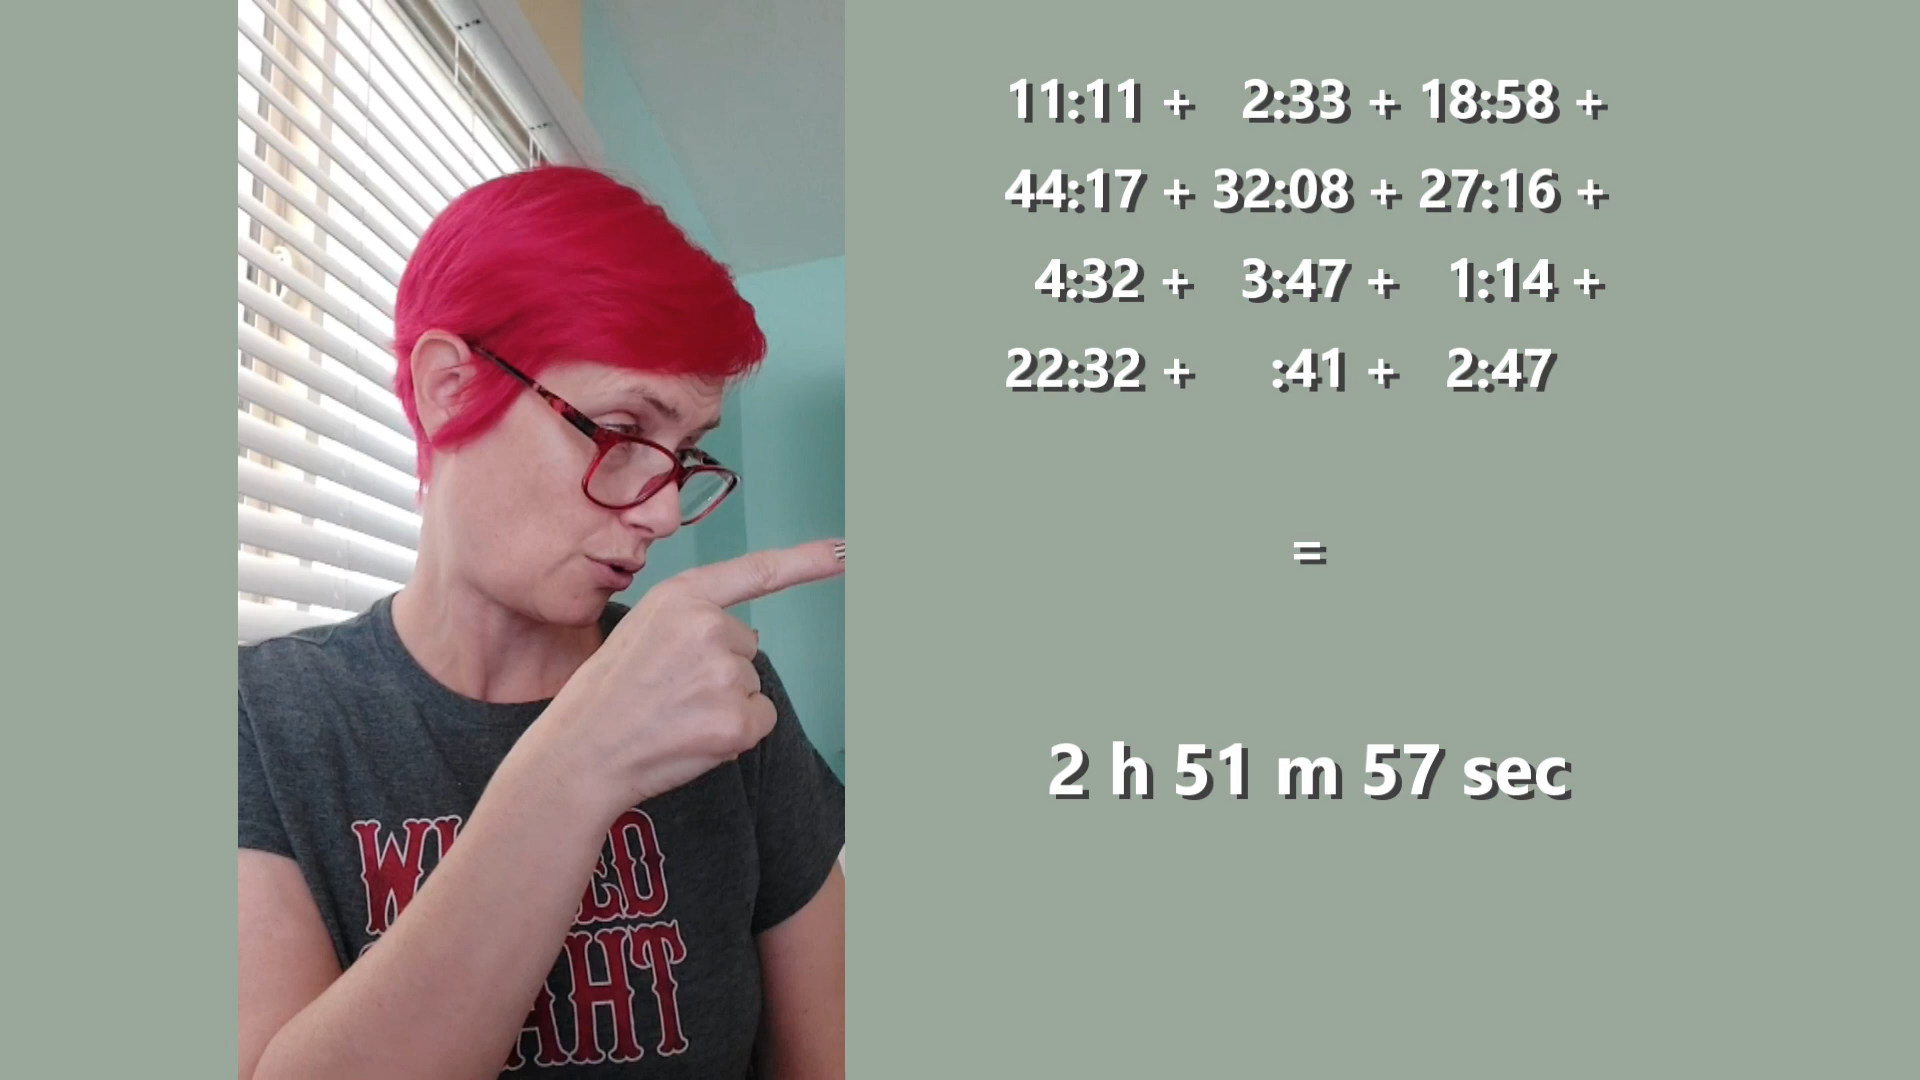 11:11 + 2:33 + 18:58 +
44:17 + 32:08 + 27:16 +
4:32 + 3:47 + 1:14 +
22:32 + :41 + 2:47
=
2 h 51 m 57 sec